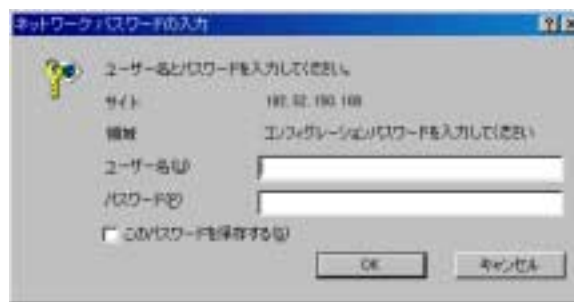 ネットワーク パスワードの入力
ユーザー名とパスワードを入力してください。
サイト
領域 コンフィグレーションパスワードを入力してください
ユーザー名(U)
パスワード(P)
このパスワードを保存する(S)
OK キャンセル